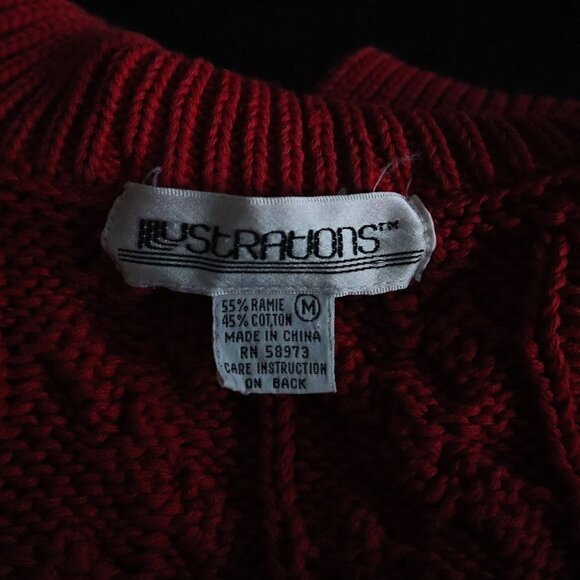 ILLUSTRATIONS™
55% RAMIE M
45% COTTON
MADE IN CHINA
RN 58973
CARE INSTRUCTION
ON BACK